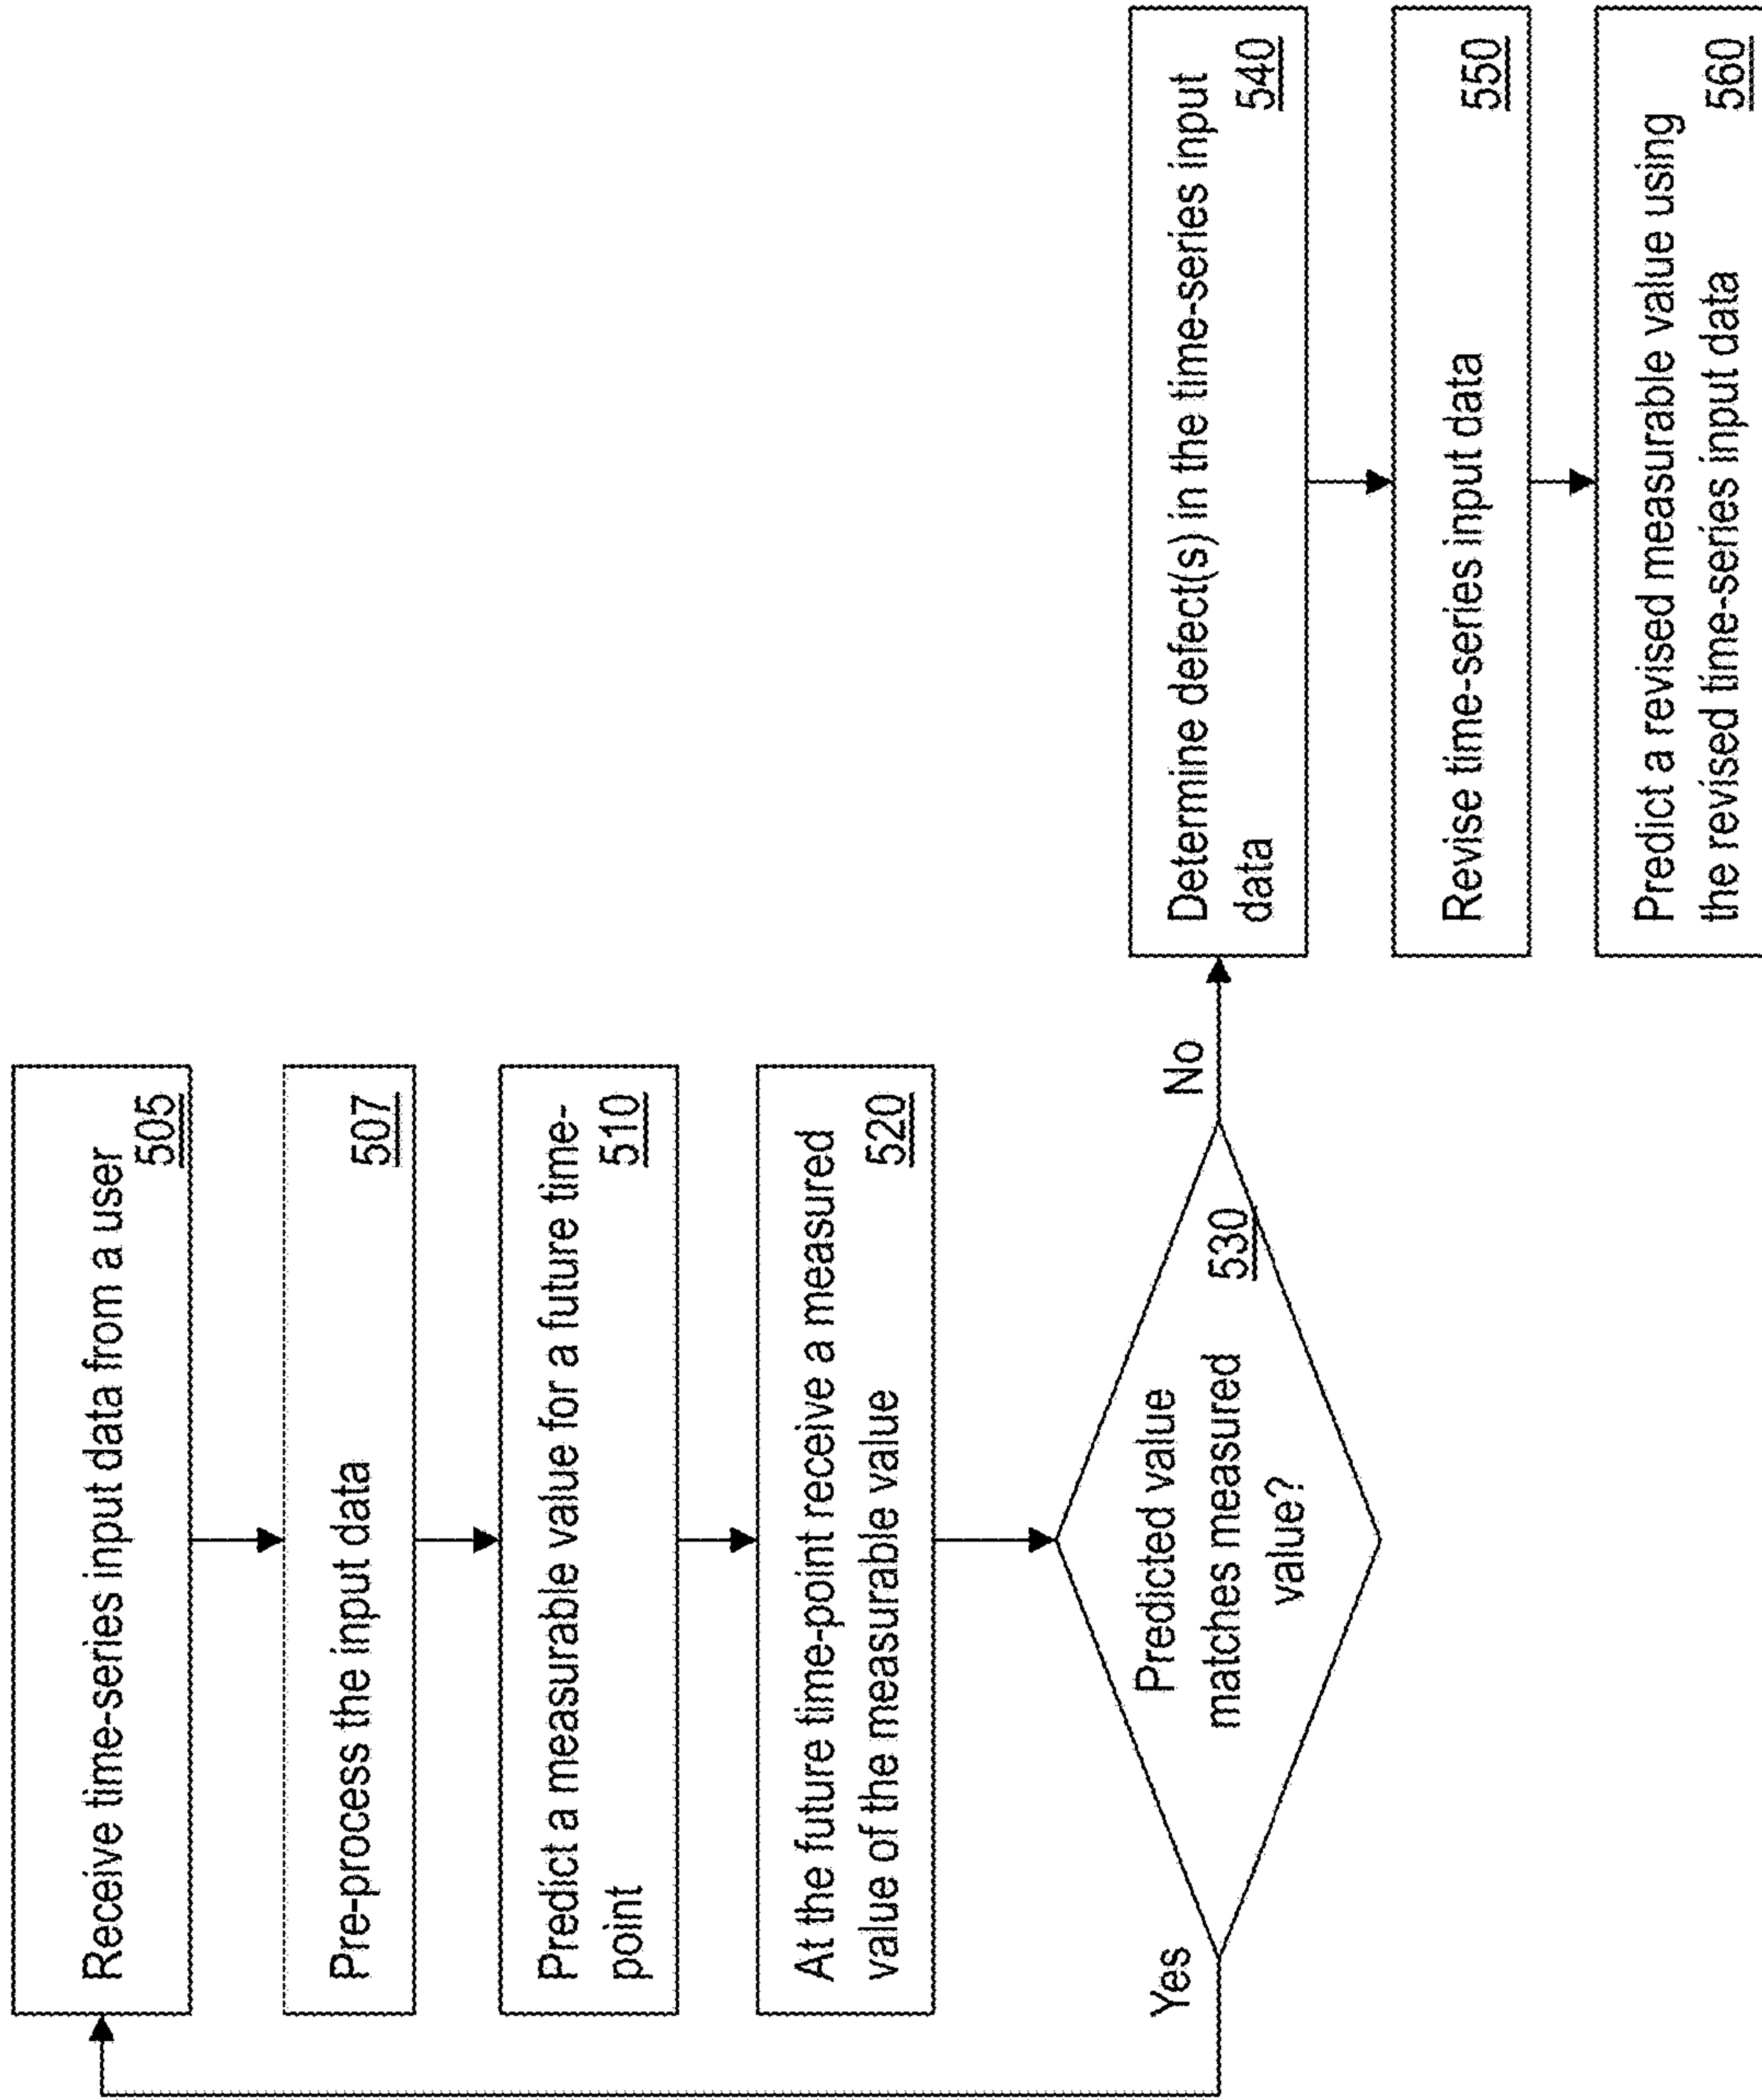 Receive time-series input data from a user
505
Pre-process the input data
507
Predict a measurable value for a future time-
point
510
At the future time-point receive a measured
value of the measurable value
520
Predicted value
matches measured
value?
530
Yes
No
Determine defect(s) in the time-series input
data
540
Revise time-series input data
550
Predict a revised measurable value using
the revised time-series input data
560